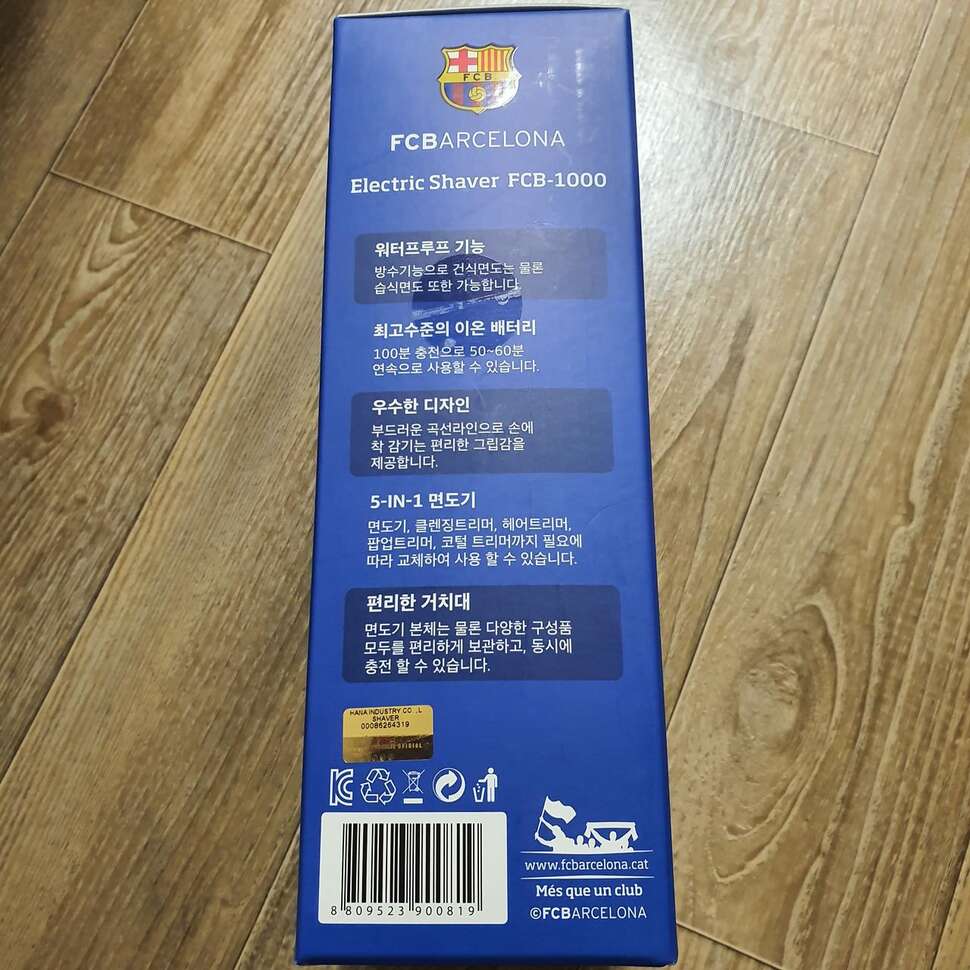 FCB
FCBARCELONA
Electric Shaver FCB-1000
워터프루프 기능
방수기능으로 건식면도는 물론
습식면도 또한 가능합니다.
최고수준의 이온 배터리
100분 충전으로 50~60분
연속으로 사용할 수 있습니다.
우수한 디자인
부드러운 곡선라인으로 손에
착 감기는 편리한 그립감을
제공합니다.
5-IN-1 면도기
면도기, 클렌징트리머, 헤어트리머,
팝업트리머, 코털 트리머까지 필요에
따라 교체하여 사용 할 수 있습니다.
편리한 거치대
면도기 본체는 물론 다양한 구성품
모두를 편리하게 보관하고, 동시에
충전 할 수 있습니다.
HANA INDUSTRY CO.,L
SHAVER
00086264319
OFICIAL
8 809523 900819
www.fcbarcelona.cat
Més que un club
©FCBARCELONA